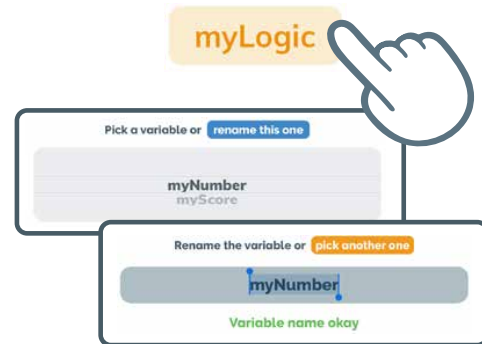 myLogic
Pick a variable or rename this one
myNumber
myScore
Rename the variable or pick another one
myNumber
Variable name okay